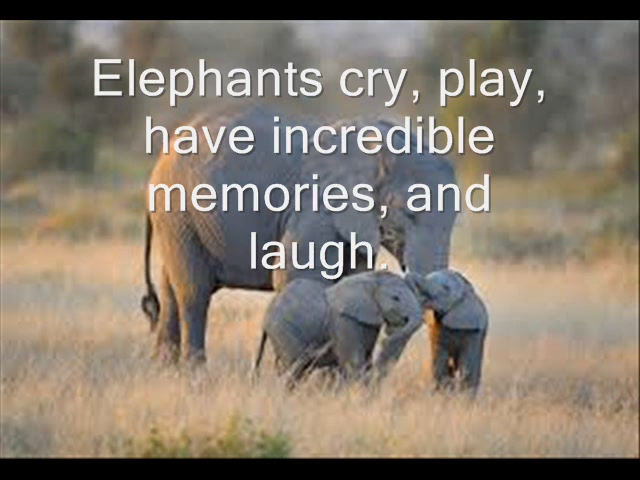 Elephants cry, play,
have incredible
memories, and
laugh.